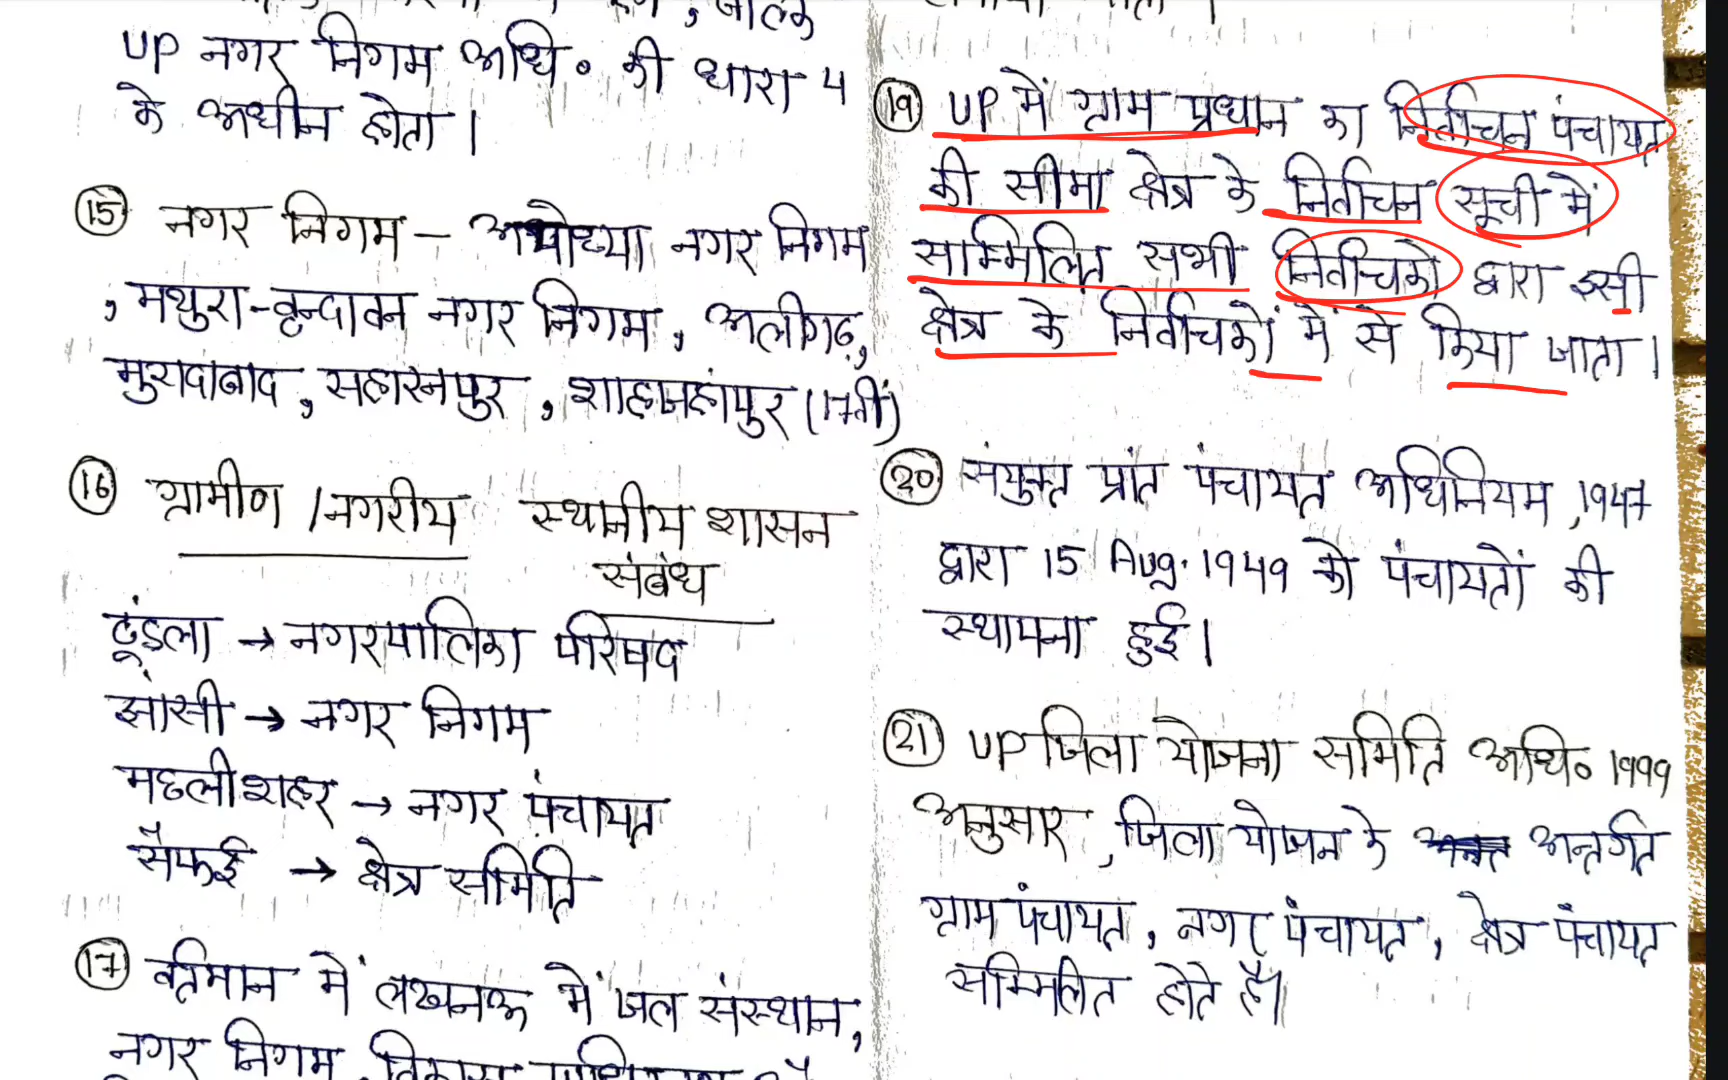 , जलिके
UP नगर निगम अधि० की धारा 4
के अधीन होता।
(15) नगर निगम – अयोध्या नगर निगम
, मथुरा-वृन्दावन नगर निगम, अलीगढ़,
मुरादाबाद, सहारनपुर, शाहजहांपुर (17वीं)
(16) ग्रामीण /नगरीय स्थानीय शासन
संबंध
टूंडला → नगरपालिका परिषद
झांसी → नगर निगम
मछलीशहर → नगर पंचायत
सैफई → क्षेत्र समिति
(17) वर्तमान में लखनऊ में जल संस्थान,
नगर निगम, विकास
(19) UP में ग्राम प्रधान का निर्वाचन पंचायत
की सीमा क्षेत्र के निर्वाचन सूची में
सम्मिलित सभी निर्वाचको द्वारा इसी
क्षेत्र के निर्वाचकों में से किया जाता।
(20) संयुक्त प्रांत पंचायत अधिनियम, 1947
द्वारा 15 Aug. 1949 को पंचायतों की
स्थापना हुई।
(21) UP जिला योजना समिति अधि० 1999
अनुसार, जिला योजन के अन्तर्गत
ग्राम पंचायत, नगर पंचायत, क्षेत्र पंचायत
सम्मिलित होते हैं।